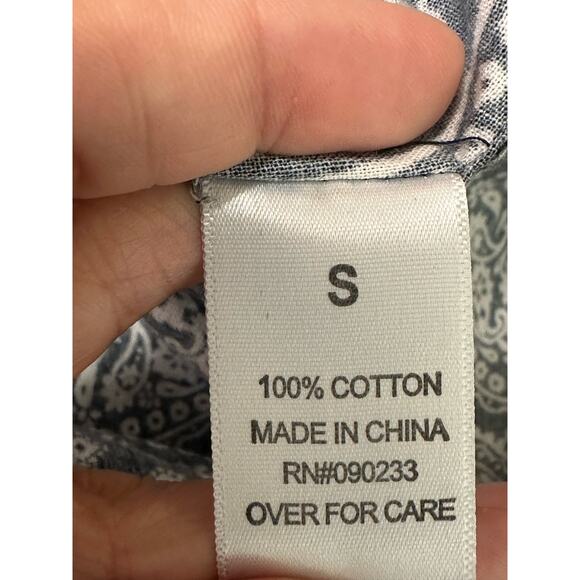 S
100% COTTON
MADE IN CHINA
RN#090233
OVER FOR CARE